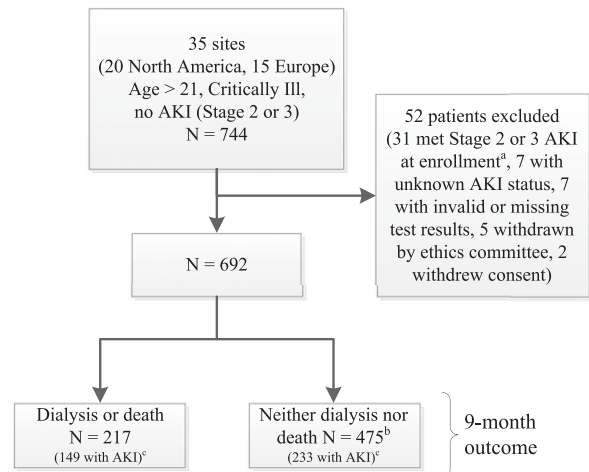 35 sites
(20 North America, 15 Europe)
Age > 21, Critically Ill,
no AKI (Stage 2 or 3)
N = 744
52 patients excluded
(31 met Stage 2 or 3 AKI
at enrollmentᵃ, 7 with
unknown AKI status, 7
with invalid or missing
test results, 5 withdrawn
by ethics committee, 2
withdrew consent)
N = 692
Dialysis or death
N = 217
(149 with AKI)ᶜ
Neither dialysis nor
death N = 475ᵇ
(233 with AKI)ᶜ
9-month
outcome